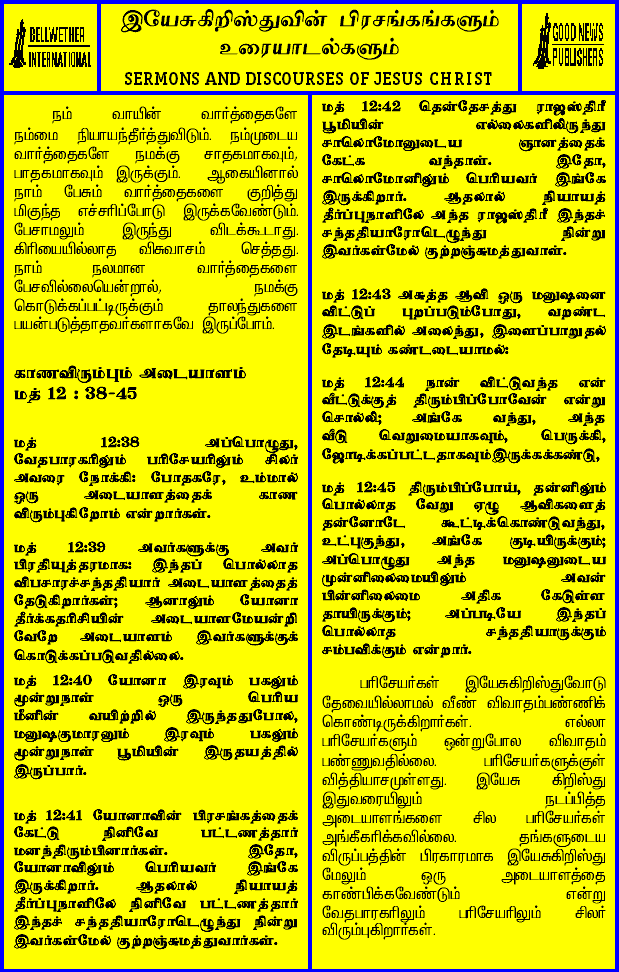 BELLWETHER
INTERNATIONAL
இயேசுகிறிஸ்துவின் பிரசங்கங்களும்
உரையாடல்களும்
SERMONS AND DISCOURSES OF JESUS CHRIST
GOOD NEWS
PUBLISHERS
நம் வாயின் வார்த்தைகளே
நம்மை நியாயந்தீர்த்துவிடும். நம்முடைய
வார்த்தைகளே நமக்கு சாதகமாகவும்,
பாதகமாகவும் இருக்கும். ஆகையினால்
நாம் பேசும் வார்த்தைகளை குறித்து
மிகுந்த எச்சரிப்போடு இருக்கவேண்டும்.
பேசாமலும் இருந்து விடக்கூடாது.
கிரியையில்லாத விசுவாசம் செத்தது.
நாம் நலமான வார்த்தைகளை
பேசவில்லையென்றால், நமக்கு
கொடுக்கப்பட்டிருக்கும் தாலந்துகளை
பயன்படுத்தாதவர்களாகவே இருப்போம்.
காணவிரும்பும் அடையாளம்
மத் 12 : 38-45
மத் 12:38 அப்பொழுது,
வேதபாரகரிலும் பரிசேயரிலும் சிலர்
அவரை நோக்கி: போதகரே, உம்மால்
ஒரு அடையாளத்தைக் காண
விரும்புகிறோம் என்றார்கள்.
மத் 12:39 அவர்களுக்கு அவர்
பிரதியுத்தரமாக: இந்தப் பொல்லாத
விபசாரச்சந்ததியார் அடையாளத்தைத்
தேடுகிறார்கள்; ஆனாலும் யோனா
தீர்க்கதரிசியின் அடையாளமேயன்றி
வேறே அடையாளம் இவர்களுக்குக்
கொடுக்கப்படுவதில்லை.
மத் 12:40 யோனா இரவும் பகலும்
மூன்றுநாள் ஒரு பெரிய
மீனின் வயிற்றில் இருந்ததுபோல,
மனுஷகுமாரனும் இரவும் பகலும்
மூன்றுநாள் பூமியின் இருதயத்தில்
இருப்பார்.
மத் 12:41 யோனாவின் பிரசங்கத்தைக்
கேட்டு நினிவே பட்டணத்தார்
மனந்திரும்பினார்கள். இதோ,
யோனாவிலும் பெரியவர் இங்கே
இருக்கிறார். ஆதலால் நியாயத்
தீர்ப்புநாளிலே நினிவே பட்டணத்தார்
இந்தச் சந்ததியாரோடெழுந்து நின்று
இவர்கள்மேல் குற்றஞ்சுமத்துவார்கள்.
மத் 12:42 தென்தேசத்து ராஜஸ்திரீ
பூமியின் எல்லைகளிலிருந்து
சாலொமோனுடைய ஞானத்தைக்
கேட்க வந்தாள். இதோ,
சாலொமோனிலும் பெரியவர் இங்கே
இருக்கிறார். ஆதலால் நியாயத்
தீர்ப்புநாளிலே அந்த ராஜஸ்திரீ இந்தச்
சந்ததியாரோடெழுந்து நின்று
இவர்கள்மேல் குற்றஞ்சுமத்துவாள்.
மத் 12:43 அசுத்த ஆவி ஒரு மனுஷனை
விட்டுப் புறப்படும்போது, வறண்ட
இடங்களில் அலைந்து, இளைப்பாறுதல்
தேடியும் கண்டடையாமல்:
மத் 12:44 நான் விட்டுவந்த என்
வீட்டுக்குத் திரும்பிப்போவேன் என்று
சொல்லி; அங்கே வந்து, அந்த
வீடு வெறுமையாகவும், பெருக்கி,
ஜோடிக்கப்பட்டதாகவும்இருக்கக்கண்டு,
மத் 12:45 திரும்பிப்போய், தன்னிலும்
பொல்லாத வேறு ஏழு ஆவிகளைத்
தன்னோடே கூட்டிக்கொண்டுவந்து,
உட்புகுந்து, அங்கே குடியிருக்கும்;
அப்பொழுது அந்த மனுஷனுடைய
முன்னிலைமையிலும் அவன்
பின்னிலைமை அதிக கேடுள்ள
தாயிருக்கும்; அப்படியே இந்தப்
பொல்லாத சந்ததியாருக்கும்
சம்பவிக்கும் என்றார்.
பரிசேயர்கள் இயேசுகிறிஸ்துவோடு
தேவையில்லாமல் வீண் விவாதம்பண்ணிக்
கொண்டிருக்கிறார்கள். எல்லா
பரிசேயர்களும் ஒன்றுபோல விவாதம்
பண்ணுவதில்லை. பரிசேயர்களுக்குள்
வித்தியாசமுள்ளது. இயேசு கிறிஸ்து
இதுவரையிலும் நடப்பித்த
அடையாளங்களை சில பரிசேயர்கள்
அங்கீகரிக்கவில்லை. தங்களுடைய
விருப்பத்தின் பிரகாரமாக இயேசுகிறிஸ்து
மேலும் ஒரு அடையாளத்தை
காண்பிக்கவேண்டும் என்று
வேதபாரகரிலும் பரிசேயரிலும் சிலர்
விரும்புகிறார்கள்.